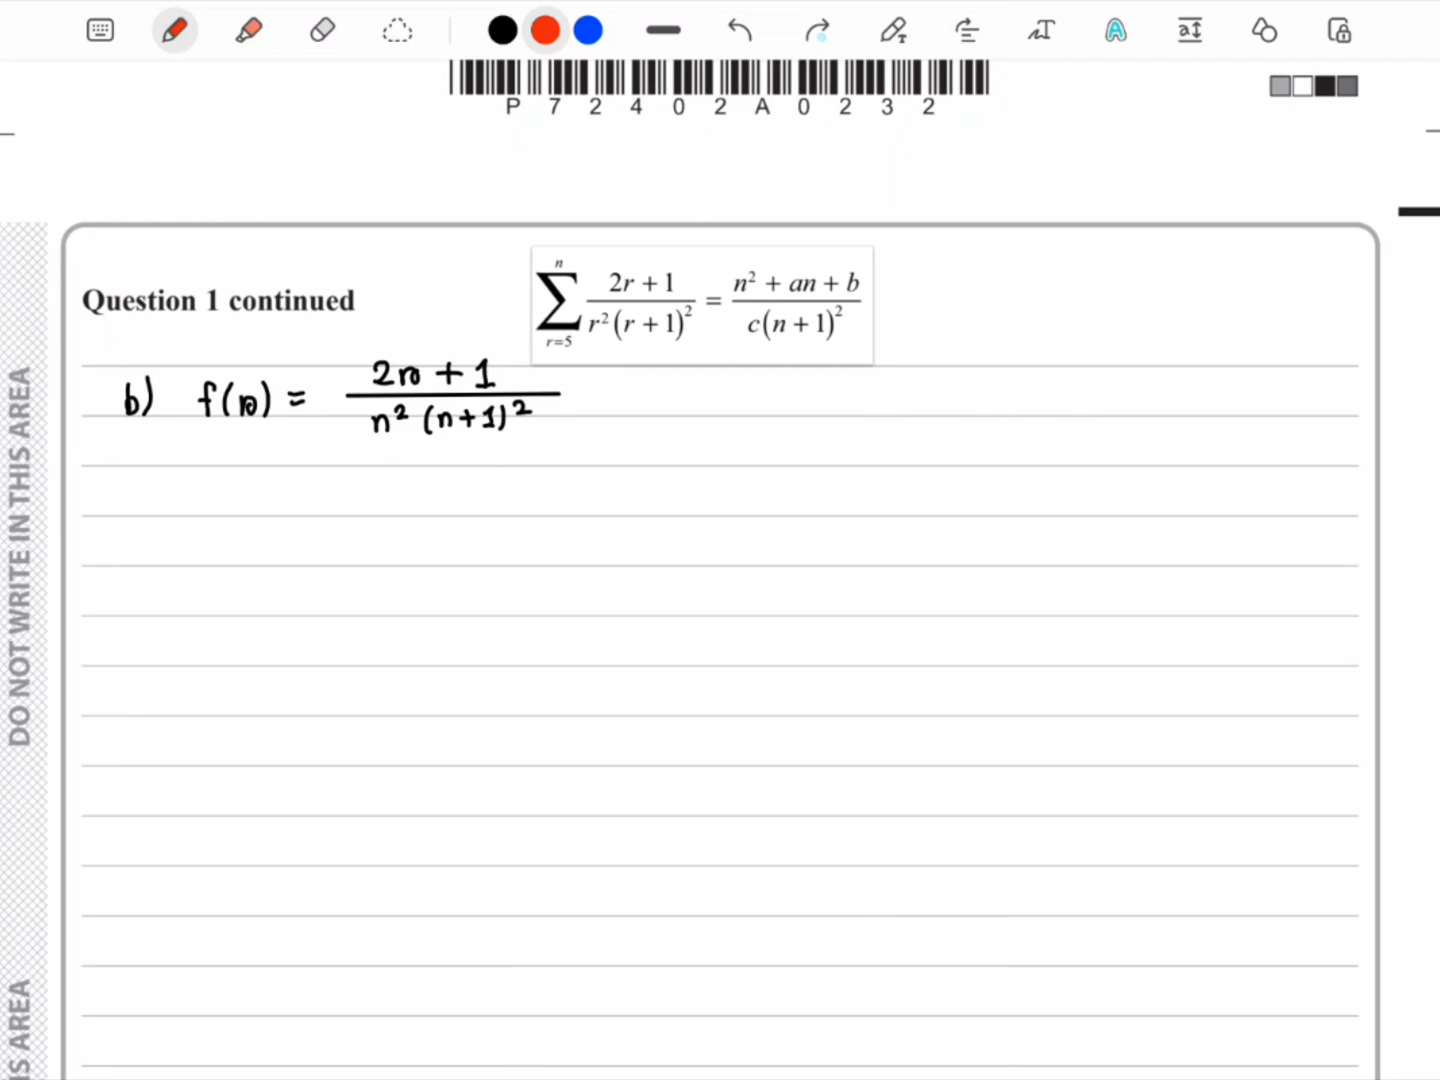 P 7 2 4 0 2 A 0 2 3 2
Question 1 continued
n
∑ 2r + 1 / r²(r + 1)² = n² + an + b / c(n + 1)²
r=5
b) f(n) = 2n + 1 / n² (n+1)²
DO NOT WRITE IN THIS AREA
IS AREA